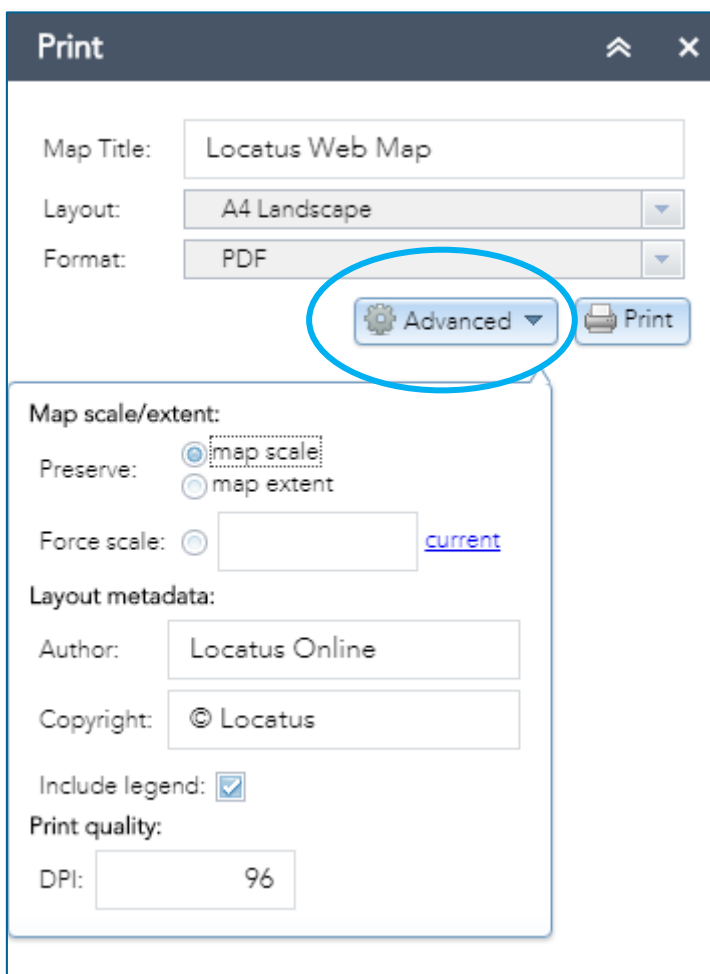 Print
Map Title: Locatus Web Map
Layout: A4 Landscape
Format: PDF
Advanced Print
Map scale/extent:
Preserve: map scale
map extent
Force scale: current
Layout metadata:
Author: Locatus Online
Copyright: © Locatus
Include legend:
Print quality:
DPI: 96